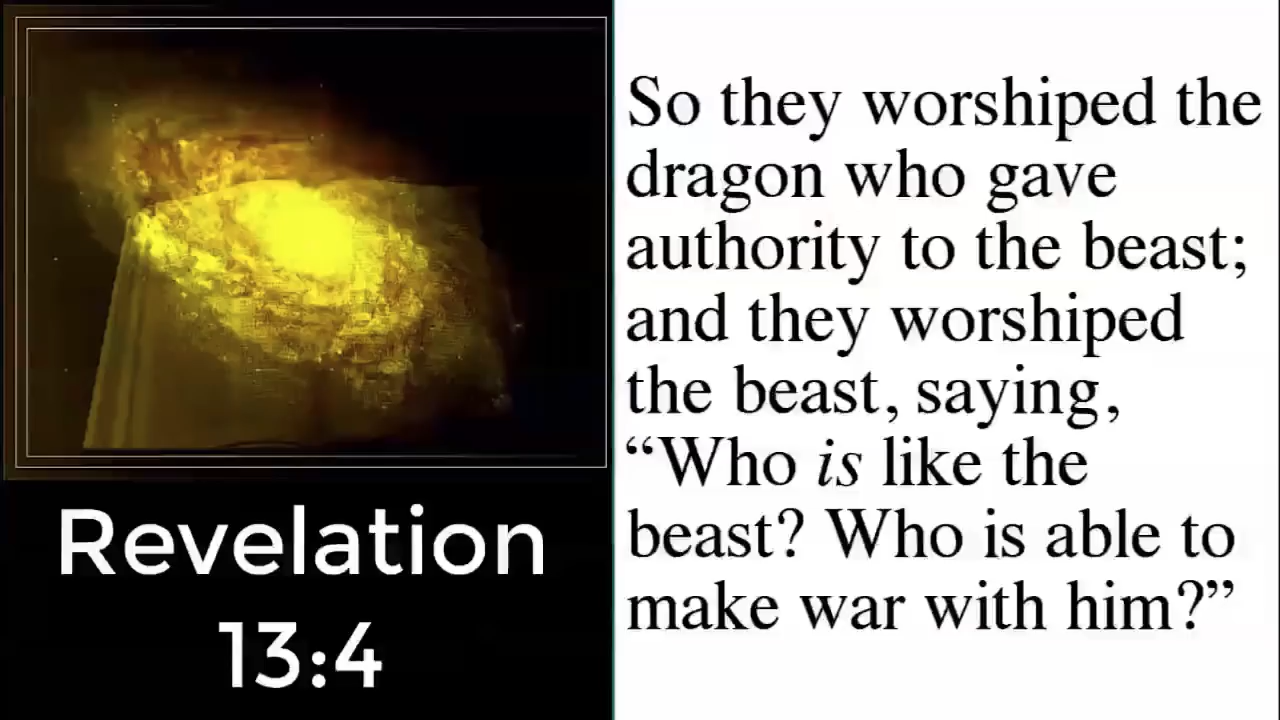 Revelation
13:4
So they worshiped the
dragon who gave
authority to the beast;
and they worshiped
the beast, saying,
“Who is like the
beast? Who is able to
make war with him?”